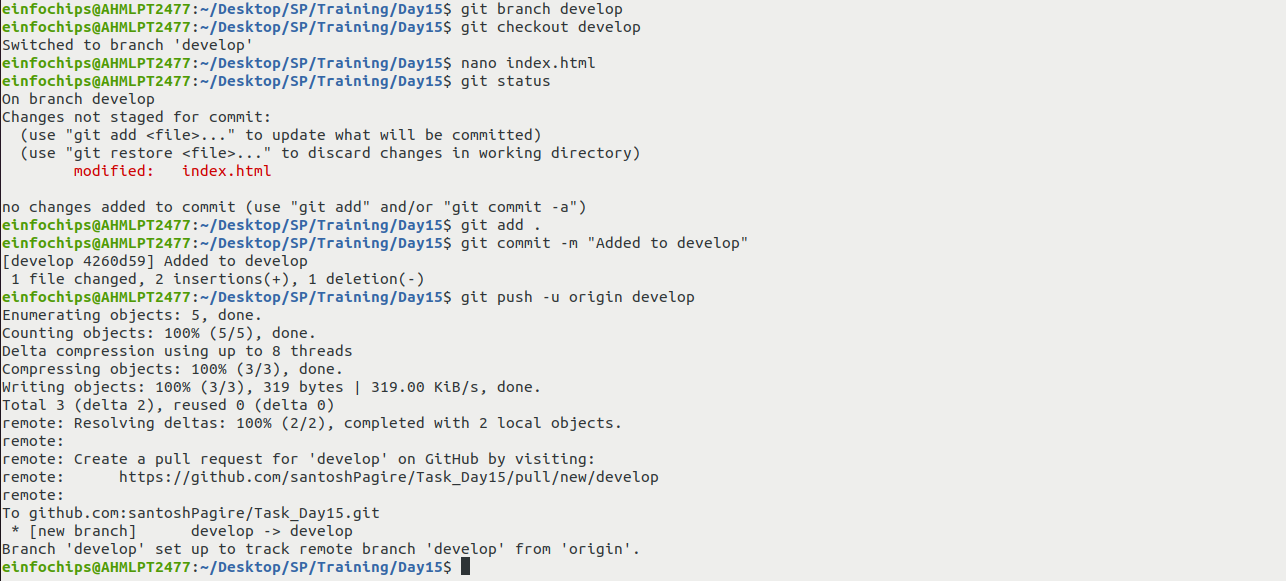 einfochips@AHMLPT2477:~/Desktop/SP/Training/Day15$ git branch develop
einfochips@AHMLPT2477:~/Desktop/SP/Training/Day15$ git checkout develop
Switched to branch 'develop'
einfochips@AHMLPT2477:~/Desktop/SP/Training/Day15$ nano index.html
einfochips@AHMLPT2477:~/Desktop/SP/Training/Day15$ git status
On branch develop
Changes not staged for commit:
  (use "git add <file>..." to update what will be committed)
  (use "git restore <file>..." to discard changes in working directory)
        modified:   index.html

no changes added to commit (use "git add" and/or "git commit -a")
einfochips@AHMLPT2477:~/Desktop/SP/Training/Day15$ git add .
einfochips@AHMLPT2477:~/Desktop/SP/Training/Day15$ git commit -m "Added to develop"
[develop 4260d59] Added to develop
 1 file changed, 2 insertions(+), 1 deletion(-)
einfochips@AHMLPT2477:~/Desktop/SP/Training/Day15$ git push -u origin develop
Enumerating objects: 5, done.
Counting objects: 100% (5/5), done.
Delta compression using up to 8 threads
Compressing objects: 100% (3/3), done.
Writing objects: 100% (3/3), 319 bytes | 319.00 KiB/s, done.
Total 3 (delta 2), reused 0 (delta 0)
remote: Resolving deltas: 100% (2/2), completed with 2 local objects.
remote:
remote: Create a pull request for 'develop' on GitHub by visiting:
remote:      https://github.com/santoshPagire/Task_Day15/pull/new/develop
remote:
To github.com:santoshPagire/Task_Day15.git
 * [new branch]      develop -> develop
Branch 'develop' set up to track remote branch 'develop' from 'origin'.
einfochips@AHMLPT2477:~/Desktop/SP/Training/Day15$